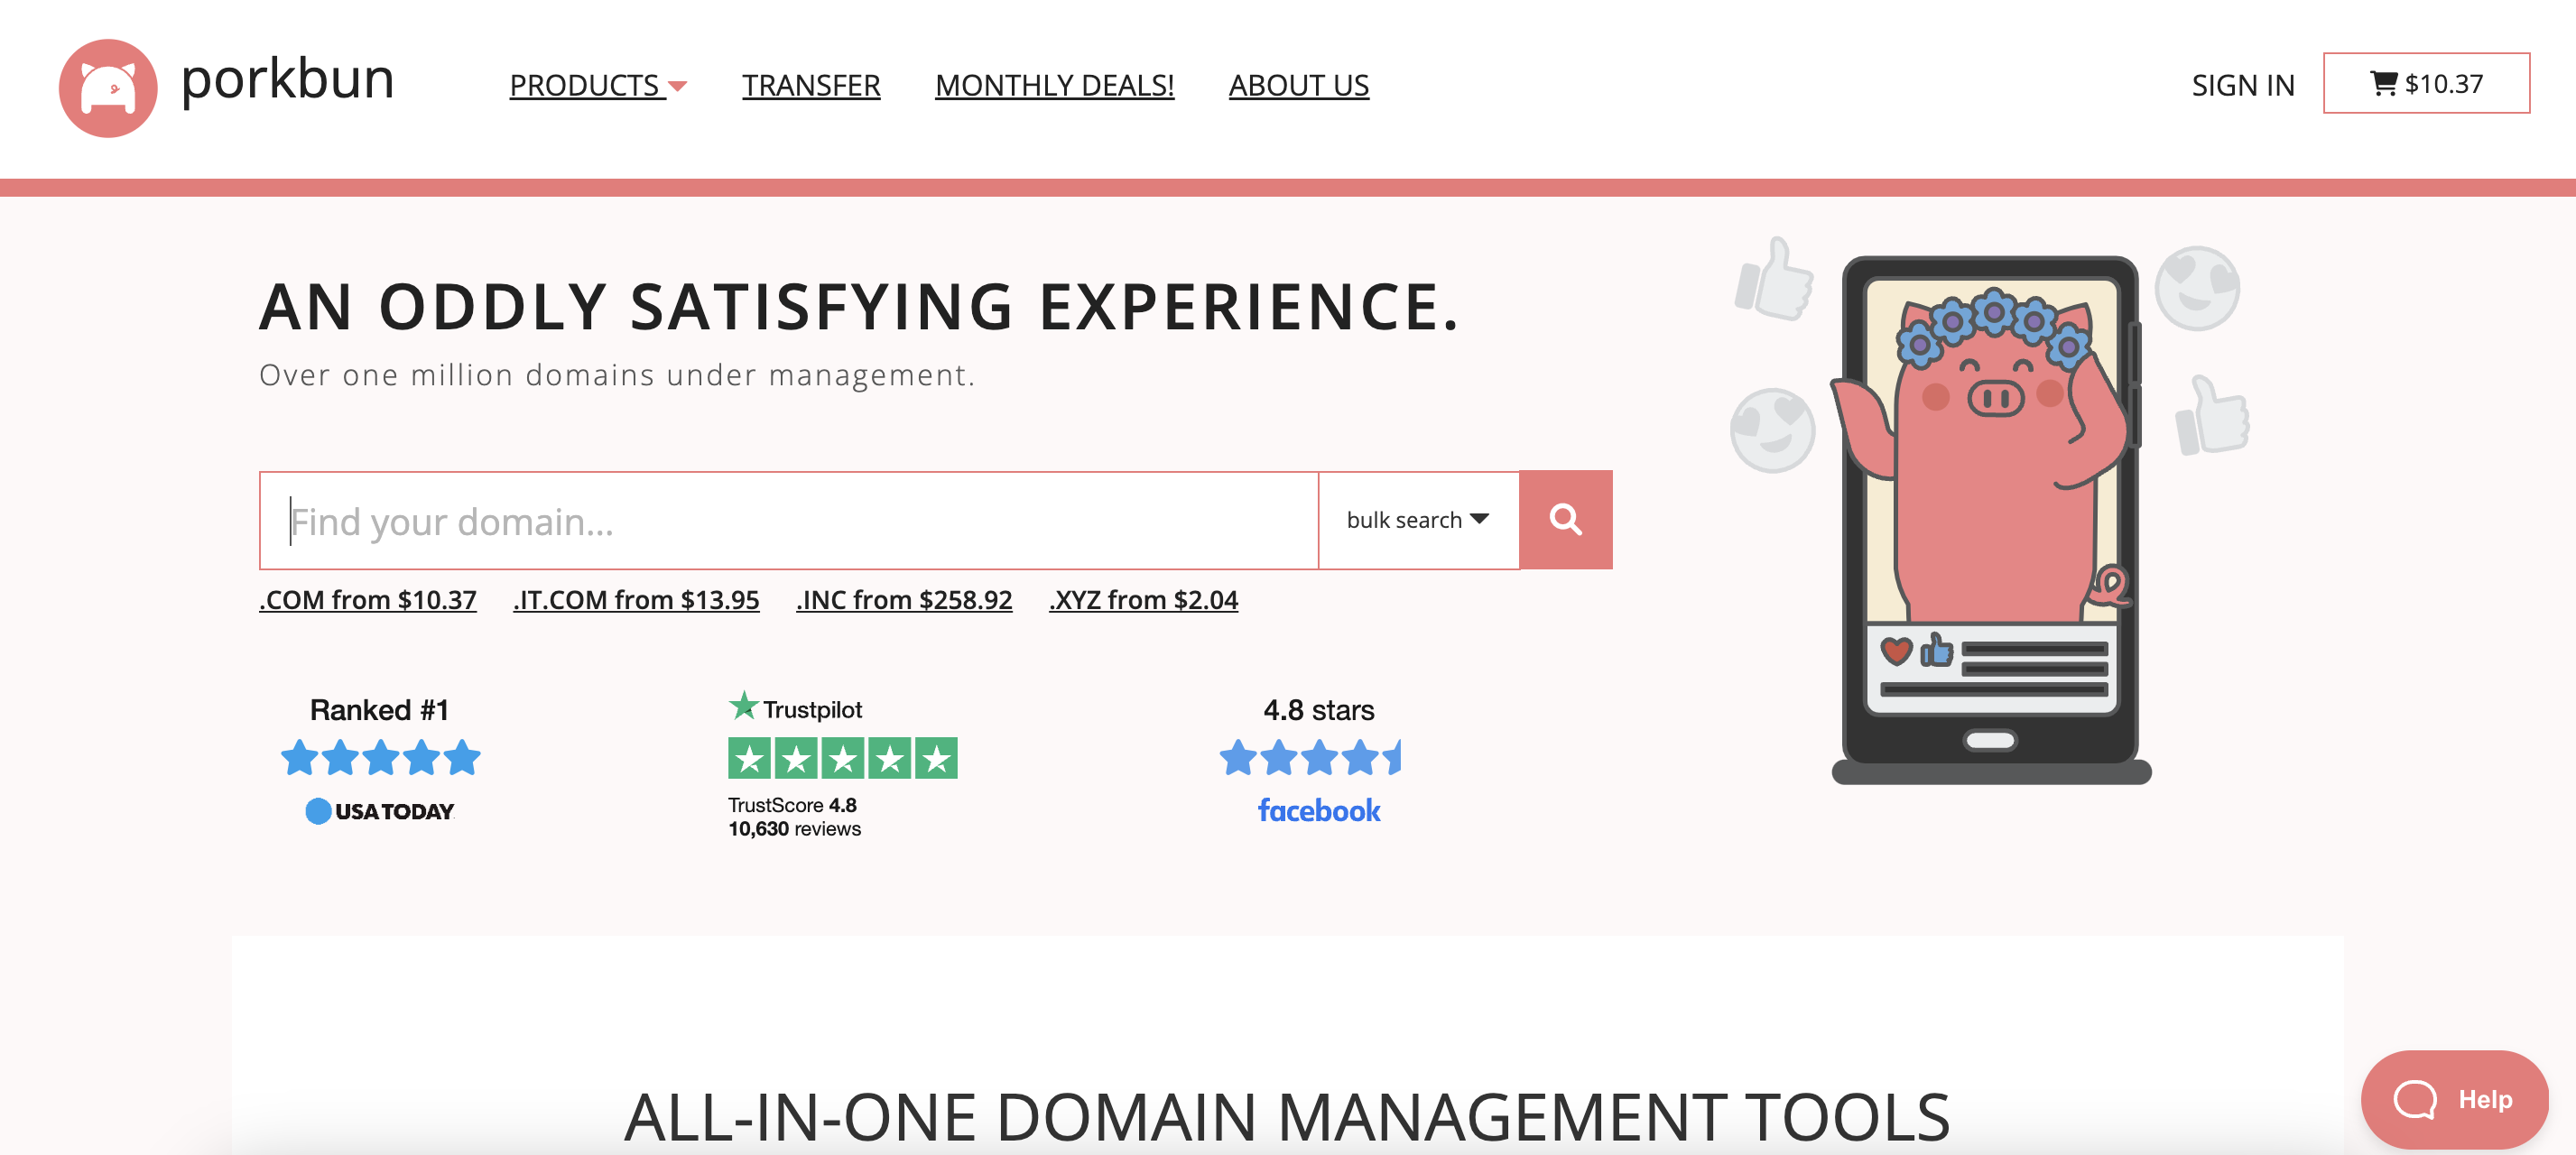 porkbun
PRODUCTS
TRANSFER
MONTHLY DEALS!
ABOUT US
SIGN IN
$10.37
AN ODDLY SATISFYING EXPERIENCE.
Over one million domains under management.
Find your domain...
bulk search
.COM from $10.37
.IT.COM from $13.95
.INC from $258.92
.XYZ from $2.04
Ranked #1
USA TODAY
Trustpilot
TrustScore 4.8
10,630 reviews
4.8 stars
facebook
ALL-IN-ONE DOMAIN MANAGEMENT TOOLS
Help